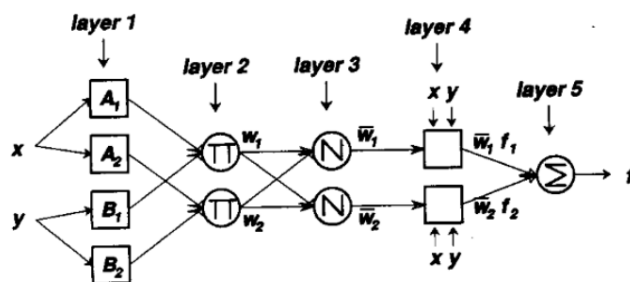 layer 1
layer 4
layer 2
layer 3
x y
layer 5
A₁
w₁
w̅₁
w̅₁ f₁
x
A₂
Π
N
Σ
f
y
B₁
Π
N
w₂
w̅₂
w̅₂ f₂
B₂
x y